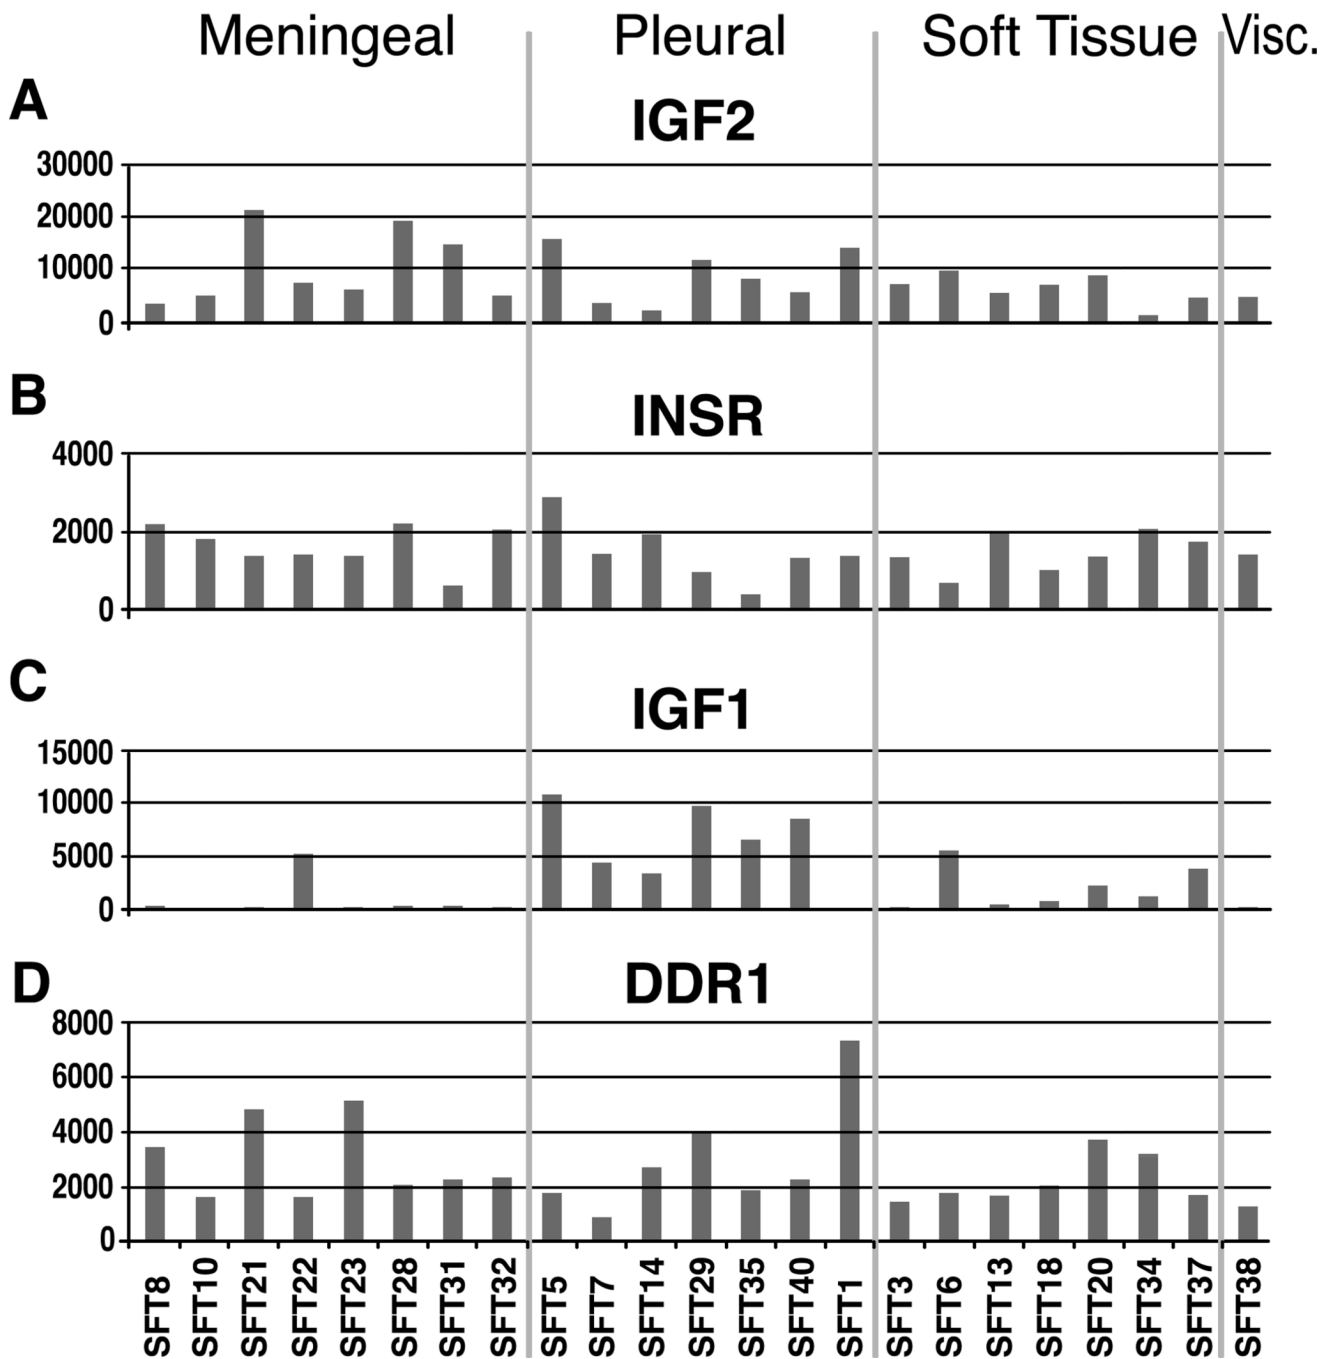 Meningeal Pleural Soft Tissue Visc.
A
IGF2
30000
20000
10000
0
B
INSR
4000
2000
0
C
IGF1
15000
10000
5000
0
D
DDR1
8000
6000
4000
2000
0
SFT8 SFT10 SFT21 SFT22 SFT23 SFT28 SFT31 SFT32 SFT5 SFT7 SFT14 SFT29 SFT35 SFT40 SFT1 SFT3 SFT6 SFT13 SFT18 SFT20 SFT34 SFT37 SFT38